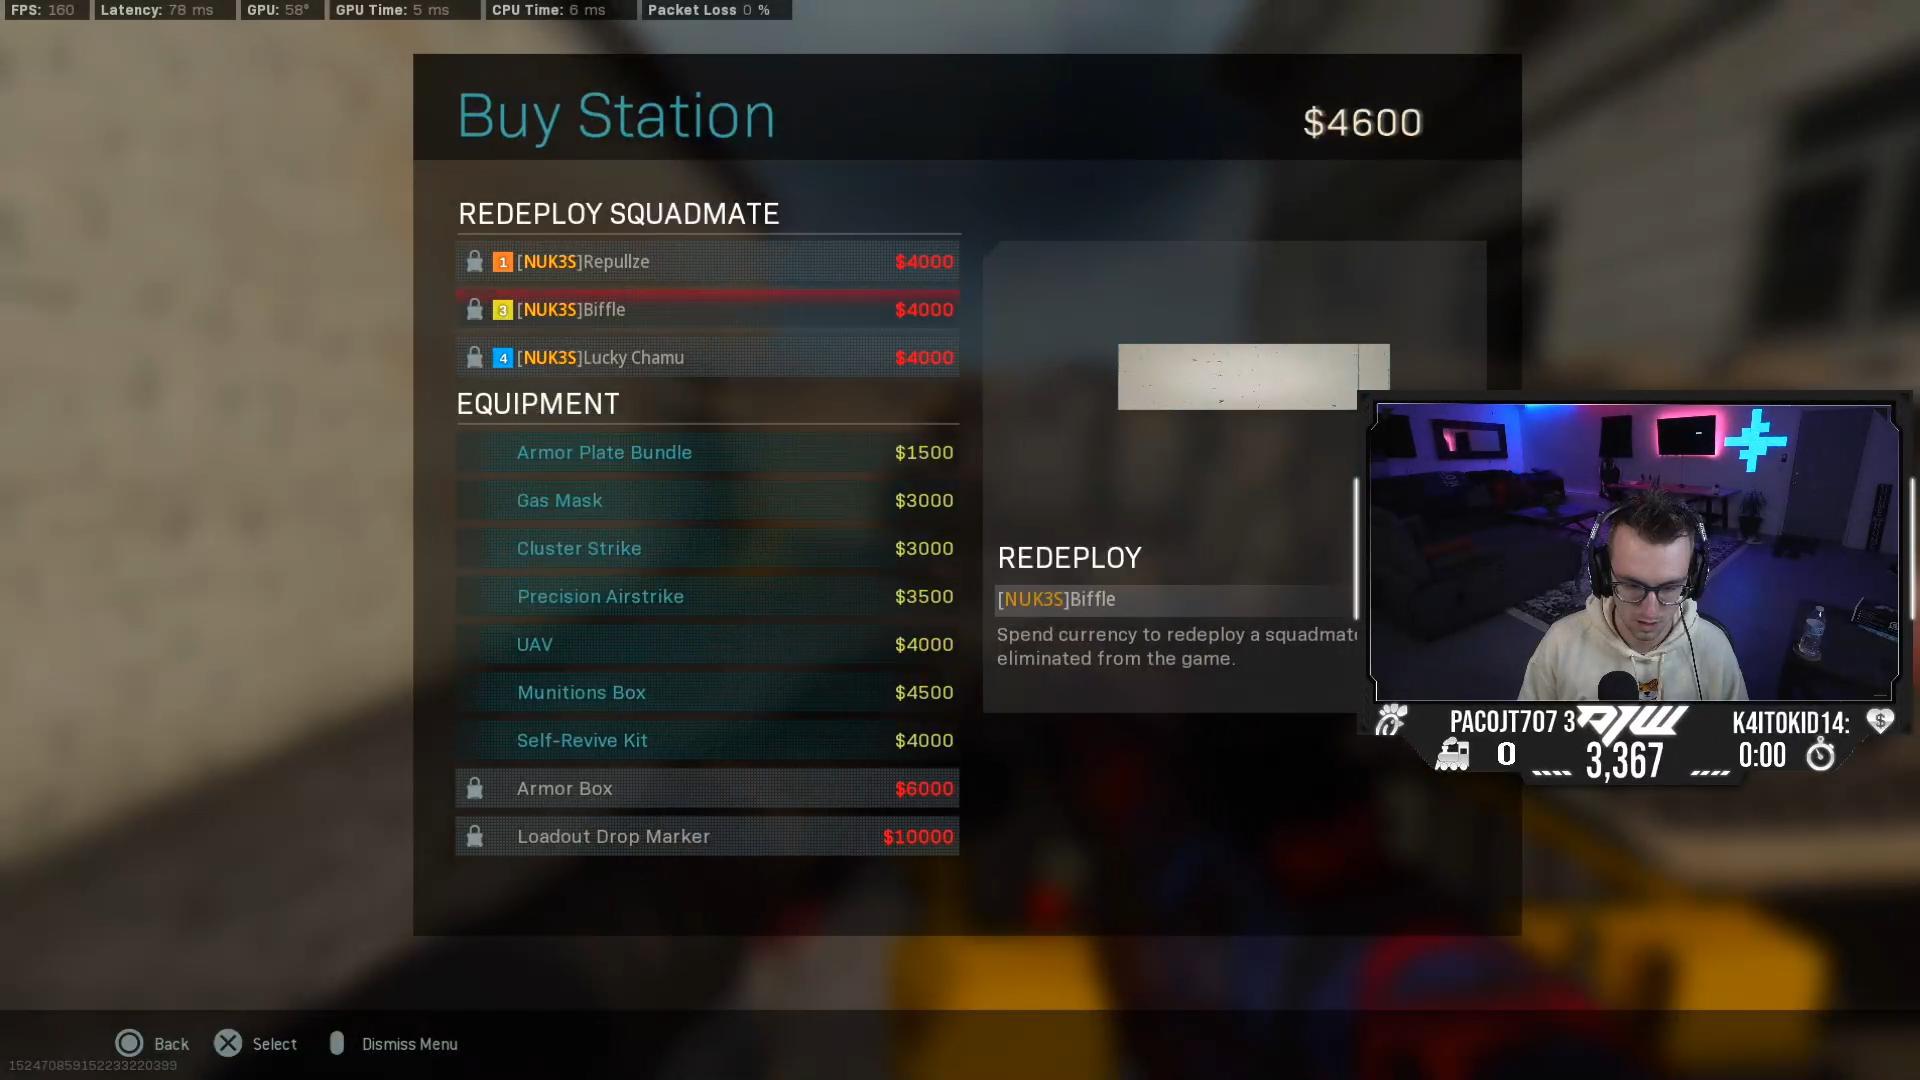 FPS: 160 Latency: 78 ms GPU: 58° GPU Time: 5 ms CPU Time: 6 ms Packet Loss 0 %
Buy Station
$4600
REDEPLOY SQUADMATE
1 [NUK3S]Repullze $4000
3 [NUK3S]Biffle $4000
4 [NUK3S]Lucky Chamu $4000
EQUIPMENT
Armor Plate Bundle $1500
Gas Mask $3000
Cluster Strike $3000
Precision Airstrike $3500
UAV $4000
Munitions Box $4500
Self-Revive Kit $4000
Armor Box $6000
Loadout Drop Marker $10000
REDEPLOY
[NUK3S]Biffle
Spend currency to redeploy a squadmate
eliminated from the game.
PACOJT707 3 K4ITOKID14:
0 3,367 0:00
Back Select Dismiss Menu
152470859152233220399